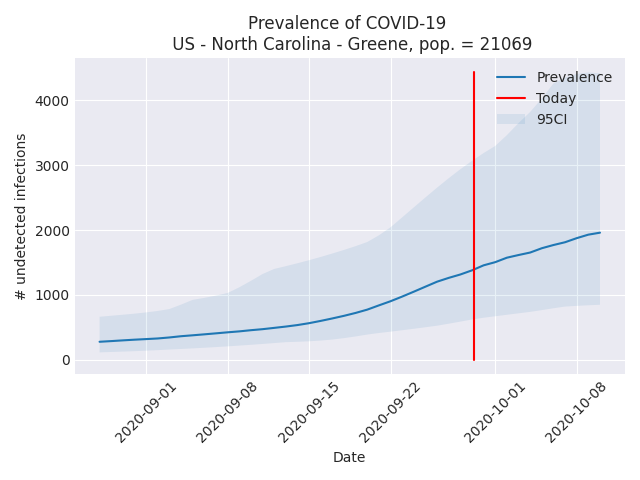 Prevalence of COVID-19
US - North Carolina - Greene, pop. = 21069
Prevalence
Today
95CI
# undetected infections
4000
3000
2000
1000
0
2020-09-01
2020-09-08
2020-09-15
2020-09-22
2020-10-01
2020-10-08
Date